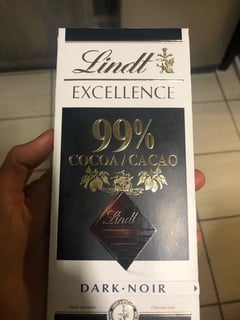 Lindt
EXCELLENCE
99%
COCOA/CACAO
Lindt
DARK·NOIR